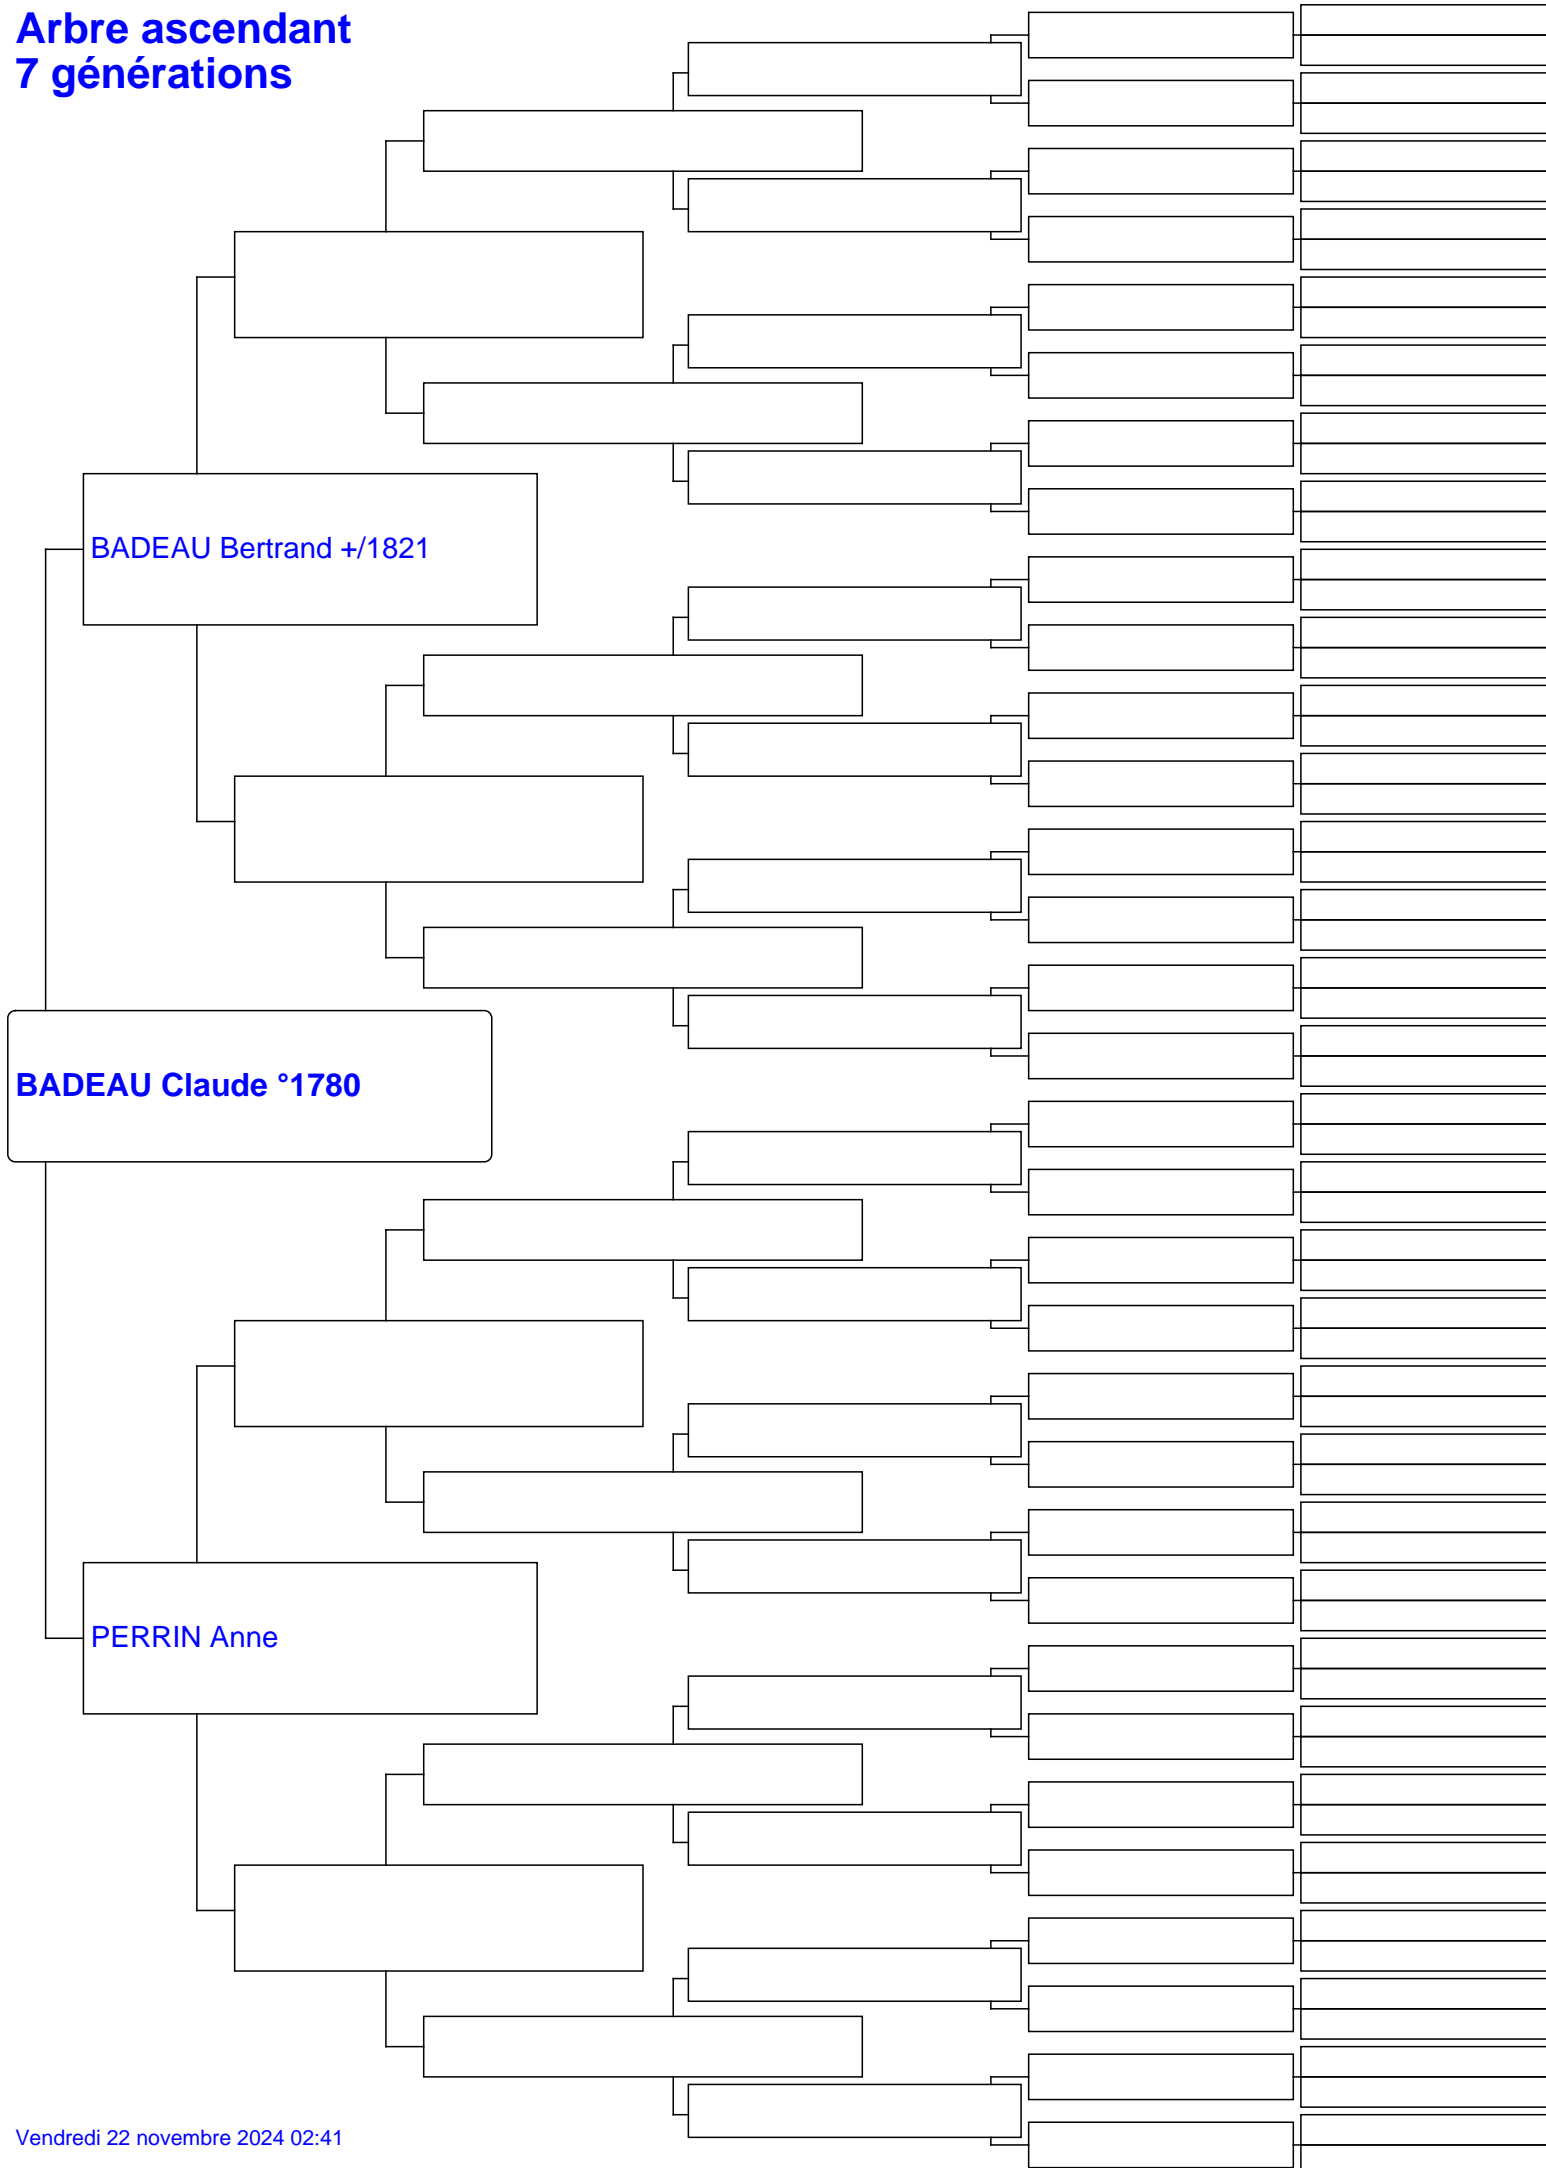 Arbre ascendant
7 générations
BADEAU Bertrand +/1821
BADEAU Claude °1780
PERRIN Anne
Vendredi 22 novembre 2024 02:41